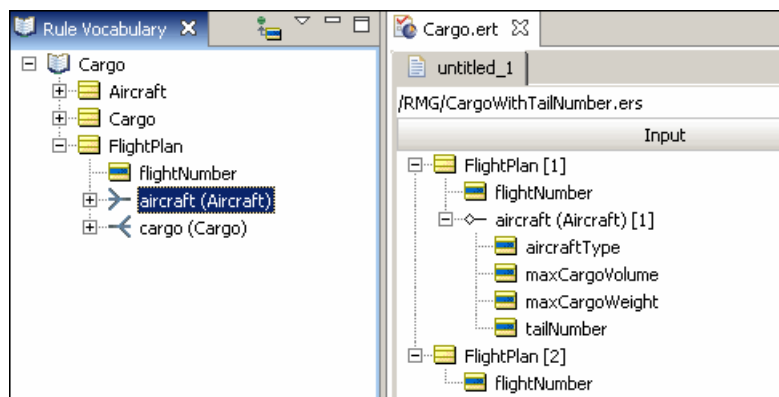 Rule Vocabulary
Cargo
Aircraft
Cargo
FlightPlan
flightNumber
aircraft (Aircraft)
cargo (Cargo)
Cargo.ert
untitled_1
/RMG/CargoWithTailNumber.ers
Input
FlightPlan [1]
flightNumber
aircraft (Aircraft) [1]
aircraftType
maxCargoVolume
maxCargoWeight
tailNumber
FlightPlan [2]
flightNumber